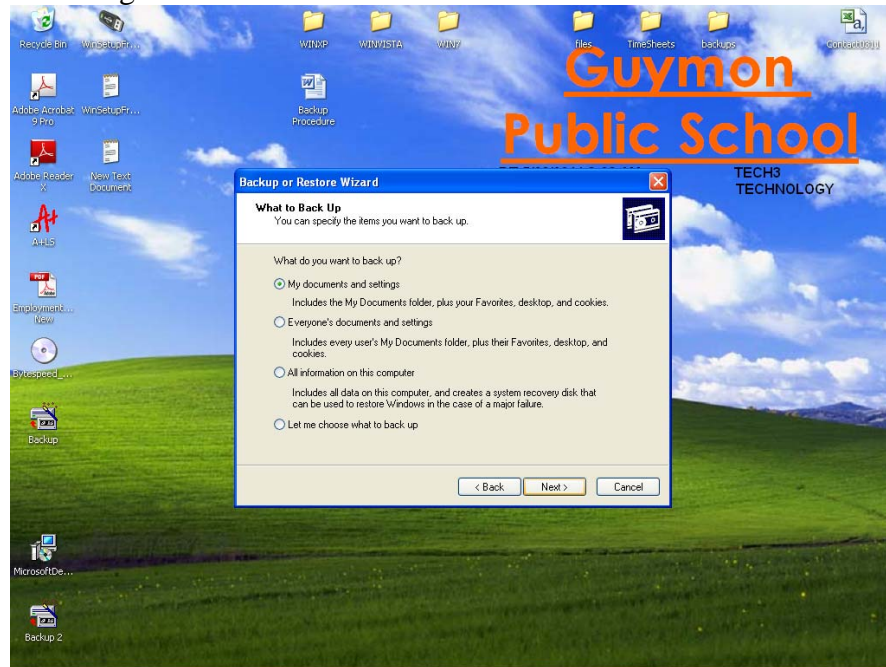 Recycle Bin
WinSetupFr...
WINXP
WINVISTA
WIN7
files
TimeSheets
backups
Guymon
Public School
Adobe Acrobat
9 Pro
WinSetupFr...
Backup
Procedure
TECH3
TECHNOLOGY
Adobe Reader
X
New Text
Document
A+LS
Employment...
New
Bytespeed_...
Backup
MicrosoftDe...
Backup 2
Backup or Restore Wizard
What to Back Up
You can specify the items you want to back up.
What do you want to back up?
My documents and settings
Includes the My Documents folder, plus your Favorites, desktop, and cookies.
Everyone's documents and settings
Includes every user's My Documents folder, plus their Favorites, desktop, and
cookies.
All information on this computer
Includes all data on this computer, and creates a system recovery disk that
can be used to restore Windows in the case of a major failure.
Let me choose what to back up
< Back
Next >
Cancel